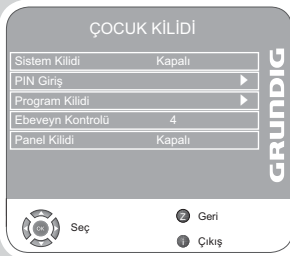 ÇOCUK KİLİDİ
Sistem Kilidi Kapalı
PIN Giriş
Program Kilidi
Ebeveyn Kontrolü 4
Panel Kilidi Kapalı
GRUNDIG
OK Seç
Z Geri
i Çıkış